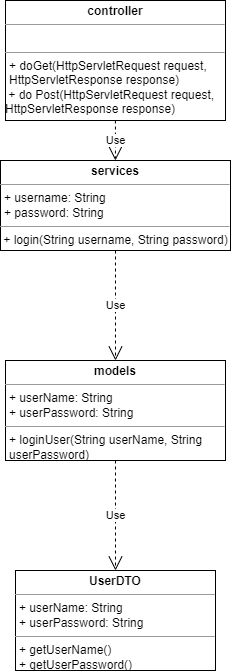 controller
+ doGet(HttpServletRequest request,
HttpServletResponse response)
+ do Post(HttpServletRequest request,
HttpServletResponse response)
Use
services
+ username: String
+ password: String
+ login(String username, String password)
Use
models
+ userName: String
+ userPassword: String
+ loginUser(String userName, String
userPassword)
Use
UserDTO
+ userName: String
+ userPassword: String
+ getUserName()
+ getUserPassword()